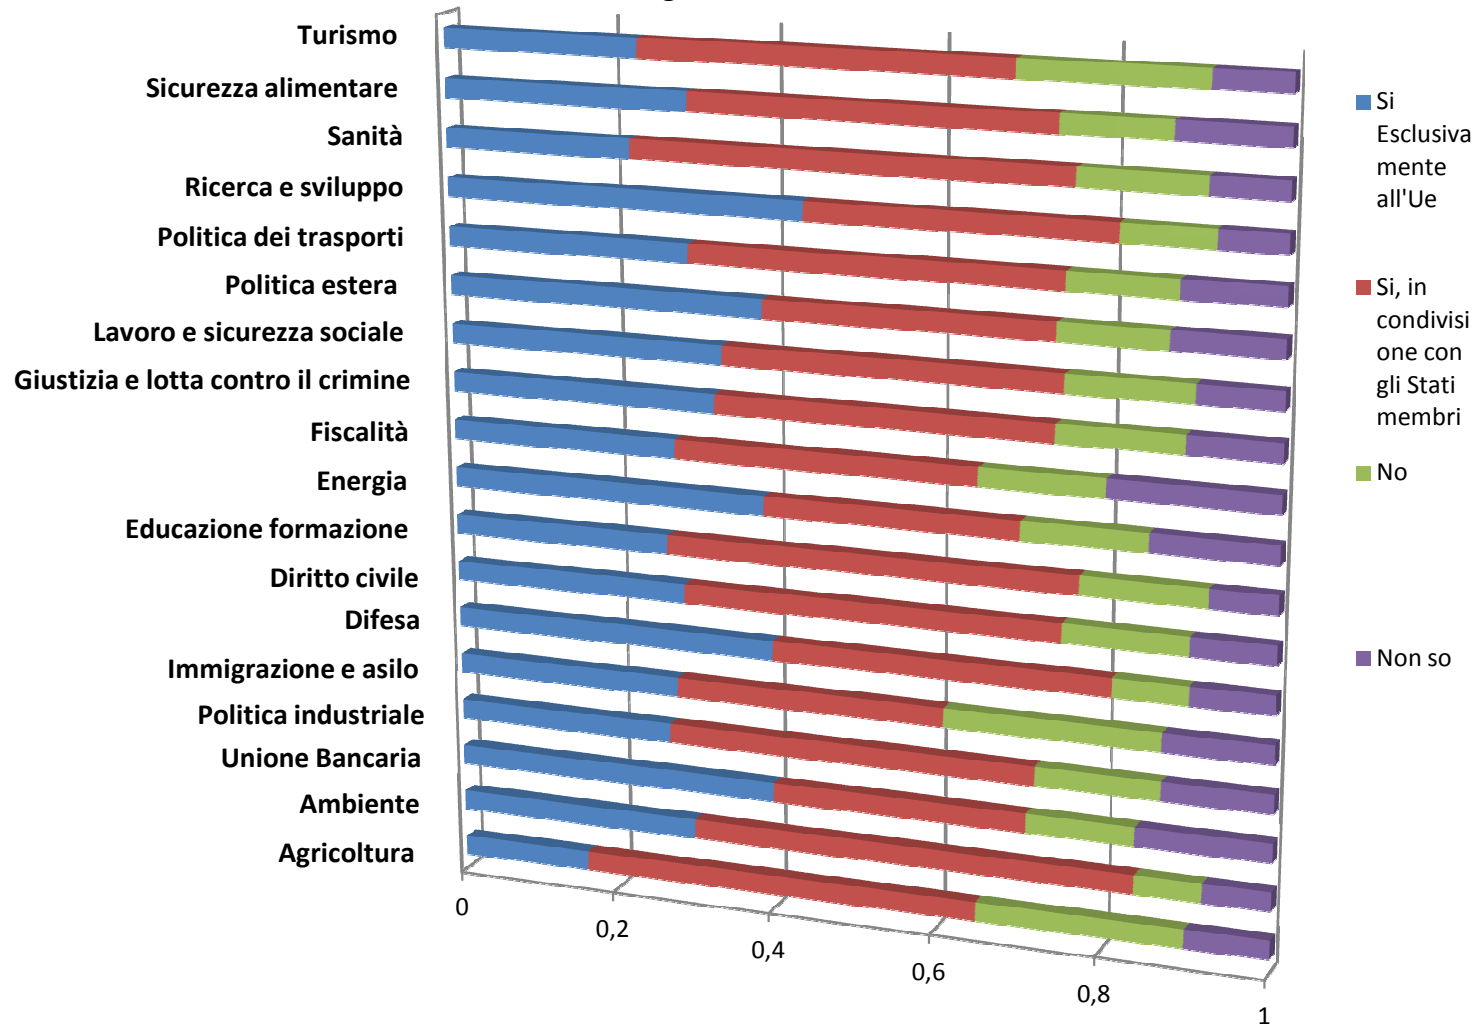 Turismo
Sicurezza alimentare
Sanità
Ricerca e sviluppo
Politica dei trasporti
Politica estera
Lavoro e sicurezza sociale
Giustizia e lotta contro il crimine
Fiscalità
Energia
Educazione formazione
Diritto civile
Difesa
Immigrazione e asilo
Politica industriale
Unione Bancaria
Ambiente
Agricoltura
0
0,2
0,4
0,6
0,8
1
Si
Esclusiva
mente
all'Ue
Si, in
condivisi
one con
gli Stati
membri
No
Non so